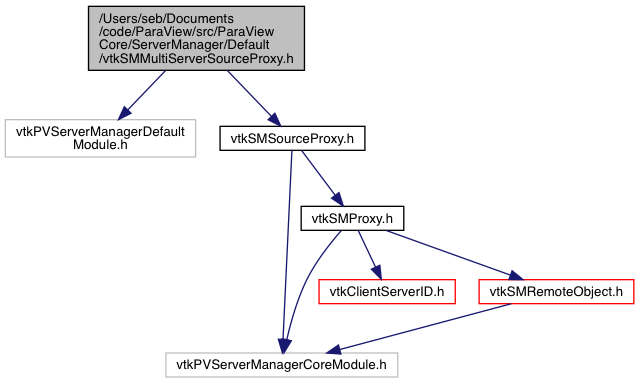 /Users/seb/Documents
/code/ParaView/src/ParaView
Core/ServerManager/Default
/vtkSMMultiServerSourceProxy.h
vtkPVServerManagerDefault
Module.h
vtkSMSourceProxy.h
vtkSMProxy.h
vtkClientServerID.h
vtkSMRemoteObject.h
vtkPVServerManagerCoreModule.h